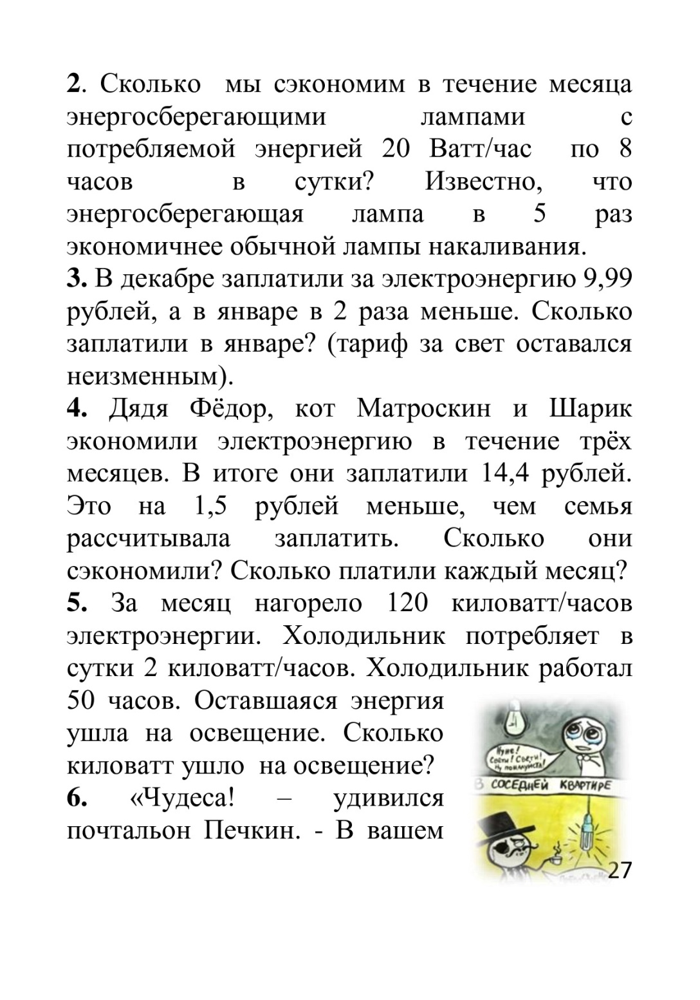 2. Сколько мы сэкономим в течение месяца
энергосберегающими лампами с
потребляемой энергией 20 Ватт/час по 8
часов в сутки? Известно, что
энергосберегающая лампа в 5 раз
экономичнее обычной лампы накаливания.
3. В декабре заплатили за электроэнергию 9,99
рублей, а в январе в 2 раза меньше. Сколько
заплатили в январе? (тариф за свет оставался
неизменным).
4. Дядя Фёдор, кот Матроскин и Шарик
экономили электроэнергию в течение трёх
месяцев. В итоге они заплатили 14,4 рублей.
Это на 1,5 рублей меньше, чем семья
рассчитывала заплатить. Сколько они
сэкономили? Сколько платили каждый месяц?
5. За месяц нагорело 120 киловатт/часов
электроэнергии. Холодильник потребляет в
сутки 2 киловатт/часов. Холодильник работал
50 часов. Оставшаяся энергия
ушла на освещение. Сколько
киловатт ушло на освещение?
6. «Чудеса! – удивился
почтальон Печкин. - В вашем
Ну не!
Свети! Свети!
Ну пожалуйста!
В СОСЕДНЕЙ КВАРТИРЕ
27